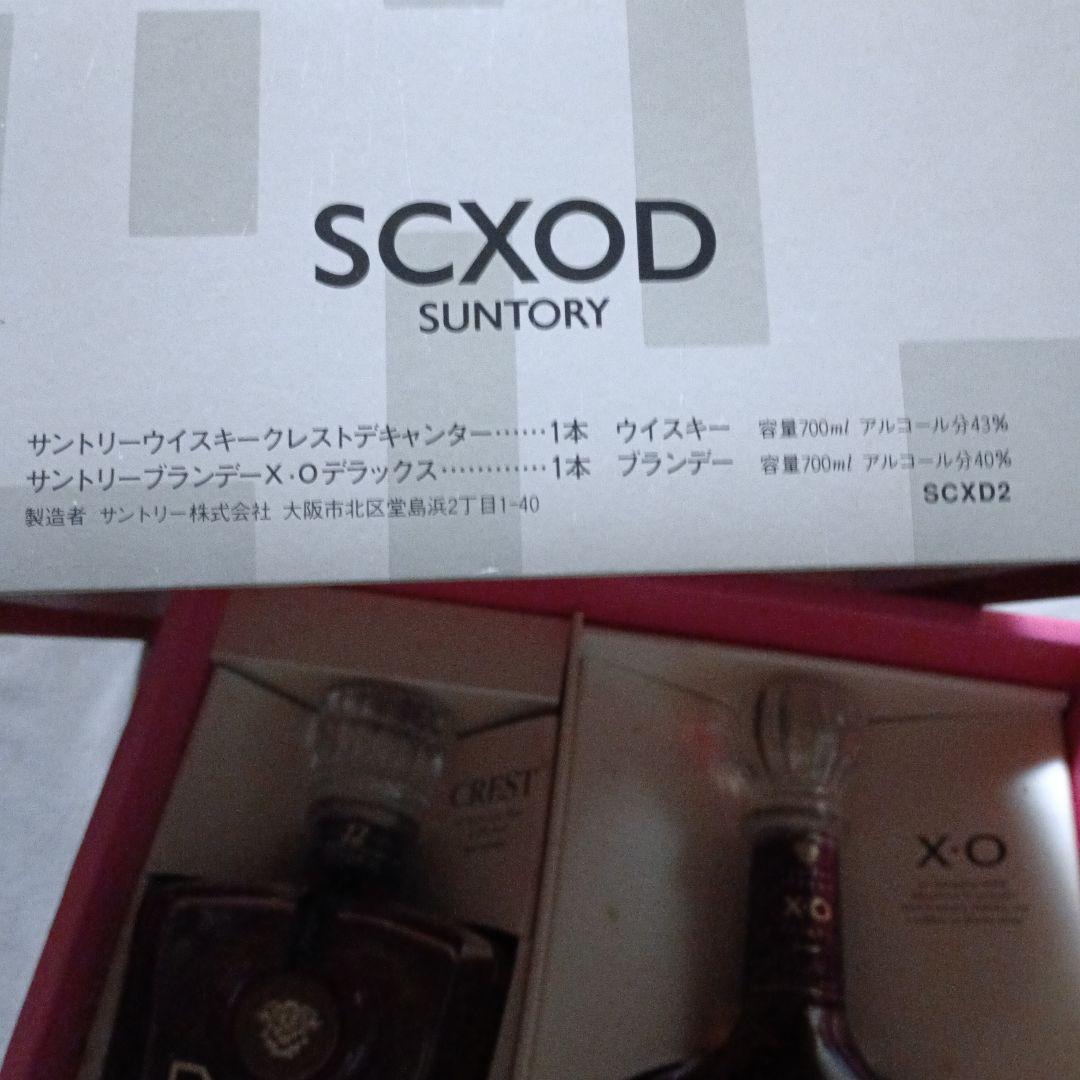 SCXOD
SUNTORY
サントリーウイスキークレストデキャンター……1本 ウイスキー 容量700ml アルコール分43%
サントリーブランデーX・Oデラックス…………1本 ブランデー 容量700ml アルコール分40%
製造者 サントリー株式会社 大阪市北区堂島浜2丁目1-40
SCXD2
CREST
12
X・O
X・O